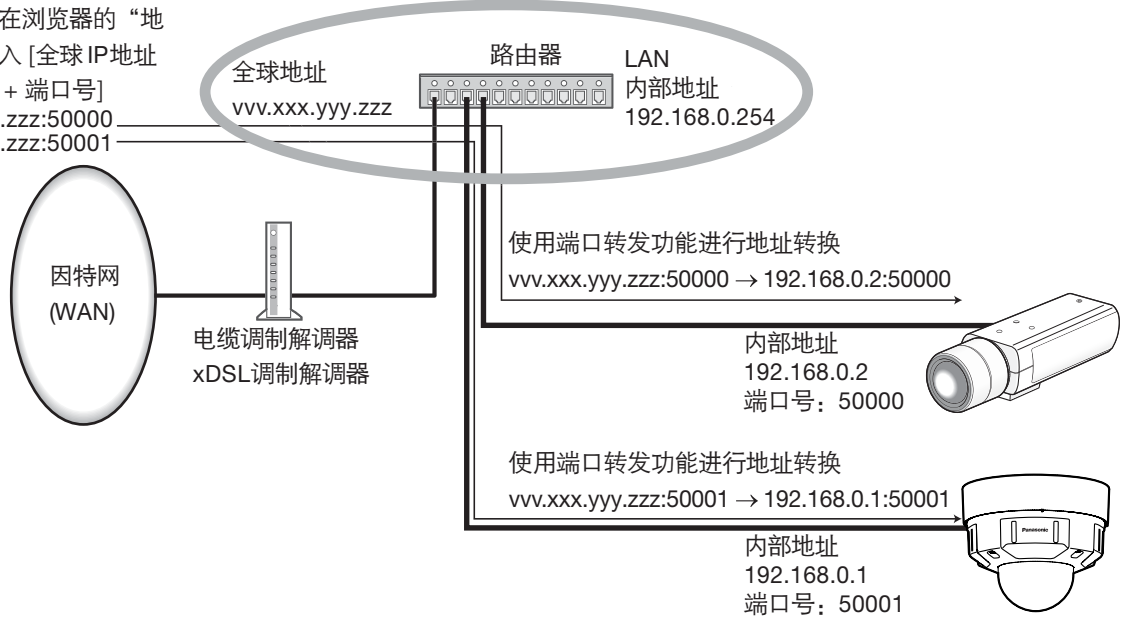 在浏览器的“地
入 [全球IP地址
+ 端口号]
.zzz:50000
.zzz:50001
全球地址
vvv.xxx.yyy.zzz
路由器
LAN
内部地址
192.168.0.254
因特网
(WAN)
电缆调制解调器
xDSL调制解调器
使用端口转发功能进行地址转换
vvv.xxx.yyy.zzz:50000 → 192.168.0.2:50000
内部地址
192.168.0.2
端口号：50000
使用端口转发功能进行地址转换
vvv.xxx.yyy.zzz:50001 → 192.168.0.1:50001
Panasonic
内部地址
192.168.0.1
端口号：50001